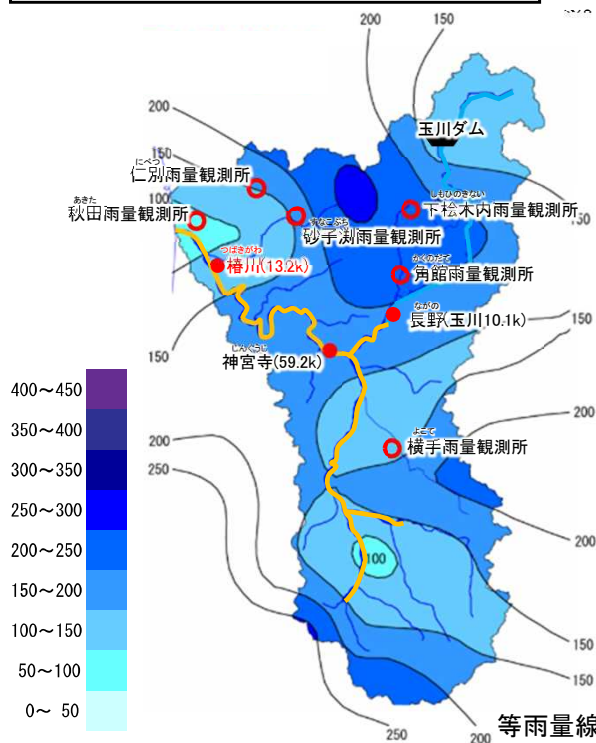 200
150
玉川ダム
200
150
にべつ
仁別雨量観測所
100
あきた
秋田雨量観測所
しもひのきない
下桧木内雨量観測所
150
すなこぶち
砂子渕雨量観測所
つばきがわ
椿川(13.2k)
かくのだて
角館雨量観測所
ながの
長野(玉川10.1k)
150
150
じんぐうじ
神宮寺(59.2k)
400～450
350～400
300～350
250～300
200～250
150～200
100～150
50～100
0～ 50
200
よこて
横手雨量観測所
200
250
200
100
150
150
250
200
等雨量線